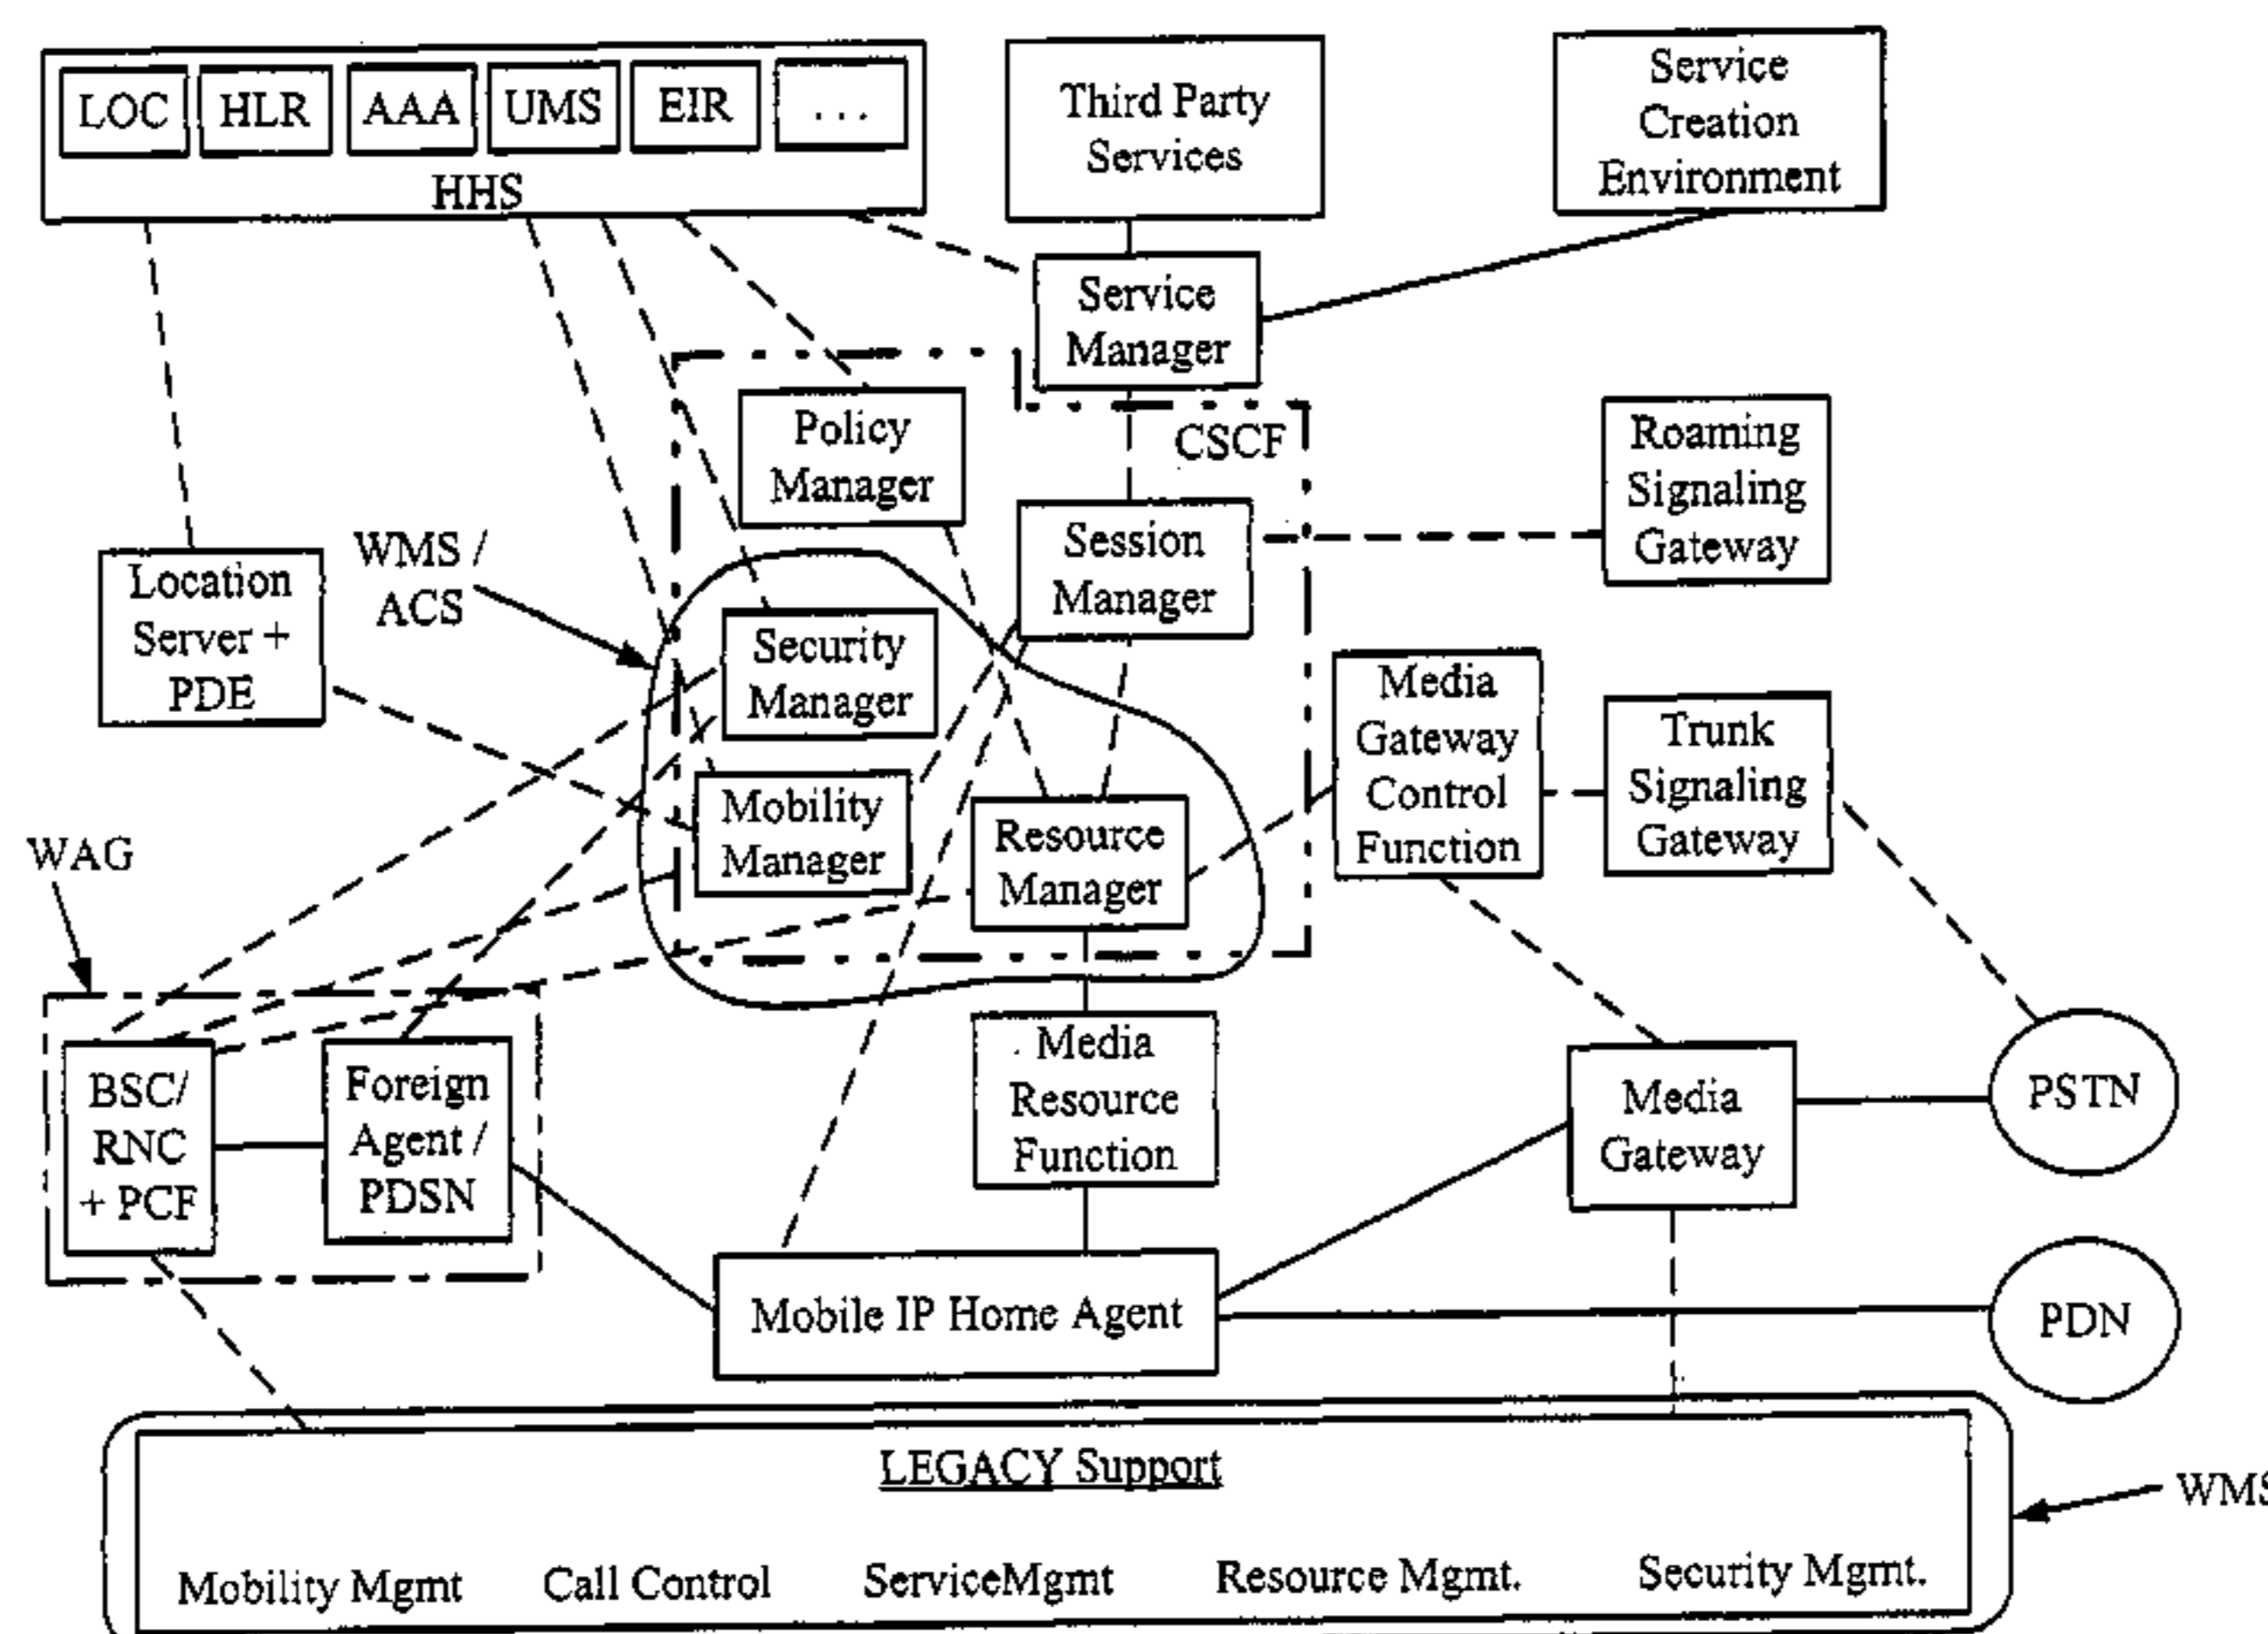 LOC HLR AAA UMS EIR ...
HHS
Third Party
Services
Service
Creation
Environment
Service
Manager
Policy
Manager
CSCF
Roaming
Signaling
Gateway
Session
Manager
WMS /
ACS
Location
Server +
PDE
Security
Manager
Media
Gateway
Control
Function
Trunk
Signaling
Gateway
Mobility
Manager
Resource
Manager
WAG
BSC/
RNC
+ PCF
Foreign
Agent /
PDSN
Media
Resource
Function
Media
Gateway
PSTN
Mobile IP Home Agent
PDN
LEGACY Support
WMS
Mobility Mgmt Call Control ServiceMgmt Resource Mgmt. Security Mgmt.